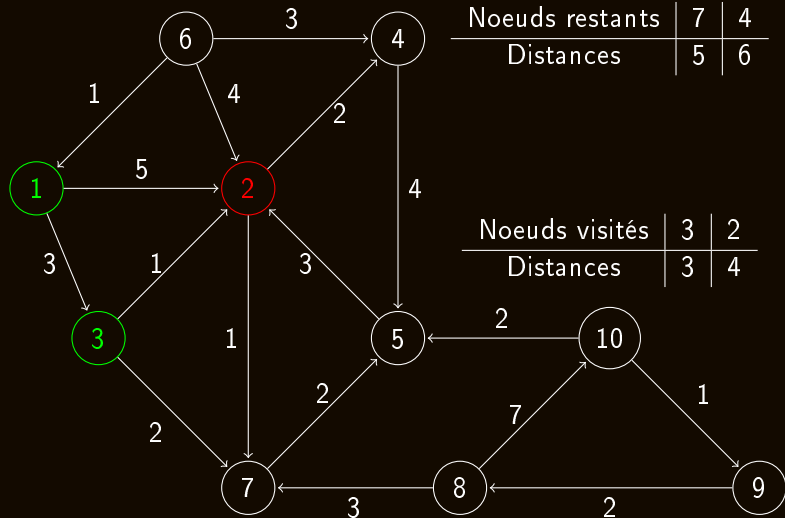 3
Noeuds restants 7 4
6 4
Distances 5 6
1 4
2
5
1 2 4
Noeuds visités 3 2
3 1 3
Distances 3 4
2
3 1 5 10
2 1
7
2
7 8 9
3 2